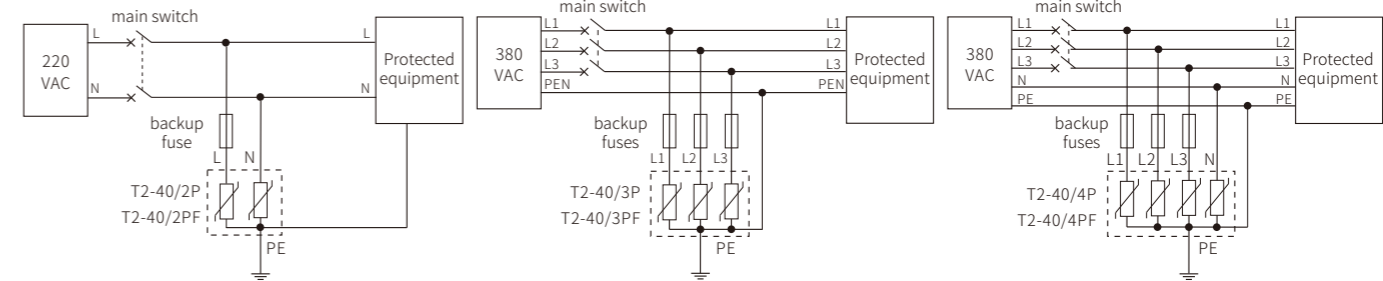 main switch
L
L
220
VAC
Protected
equipment
N
N
backup
fuse
L
N
T2-40/2P
T2-40/2PF
PE
main switch
L1
L1
L2
L2
380
VAC
Protected
equipment
L3
L3
PEN
PEN
backup
fuses
L1
L2
L3
T2-40/3P
T2-40/3PF
PE
main switch
L1
L1
L2
L2
380
VAC
Protected
equipment
L3
L3
N
N
PE
PE
backup
fuses
L1
L2
L3
N
T2-40/4P
T2-40/4PF
PE